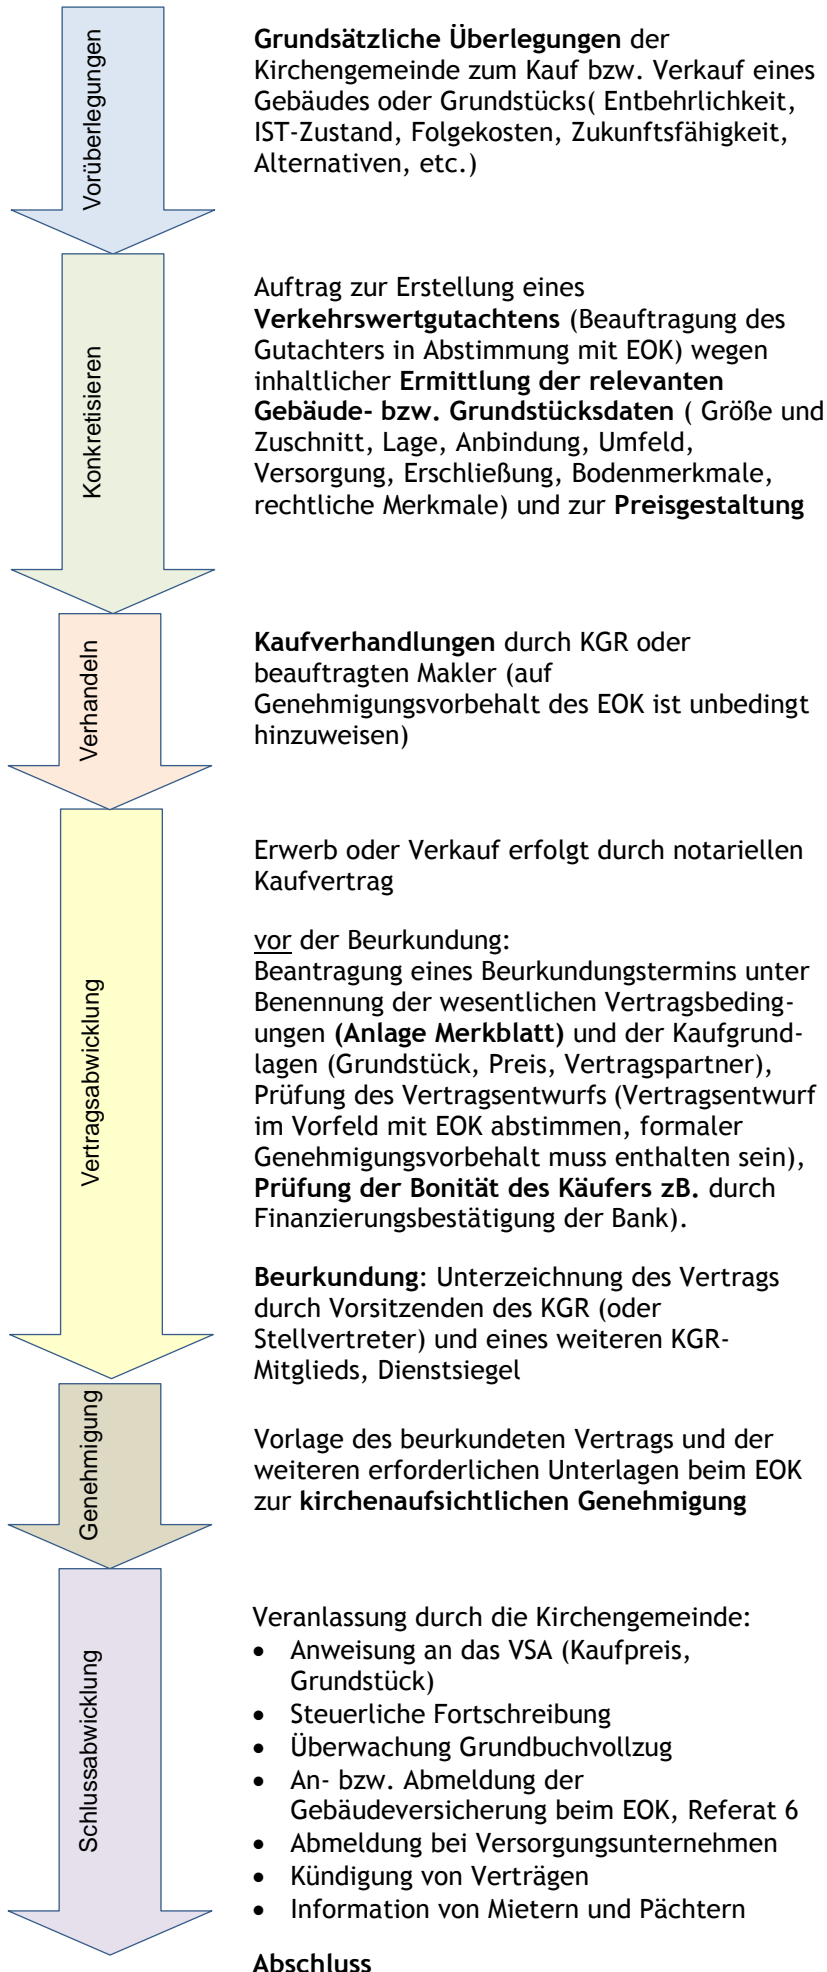 Vorüberlegungen
Grundsätzliche Überlegungen der
Kirchengemeinde zum Kauf bzw. Verkauf eines
Gebäudes oder Grundstücks( Entbehrlichkeit,
IST-Zustand, Folgekosten, Zukunftsfähigkeit,
Alternativen, etc.)
Konkretisieren
Auftrag zur Erstellung eines
Verkehrswertgutachtens (Beauftragung des
Gutachters in Abstimmung mit EOK) wegen
inhaltlicher Ermittlung der relevanten
Gebäude- bzw. Grundstücksdaten ( Größe und
Zuschnitt, Lage, Anbindung, Umfeld,
Versorgung, Erschließung, Bodenmerkmale,
rechtliche Merkmale) und zur Preisgestaltung
Verhandeln
Kaufverhandlungen durch KGR oder
beauftragten Makler (auf
Genehmigungsvorbehalt des EOK ist unbedingt
hinzuweisen)
Vertragsabwicklung
Erwerb oder Verkauf erfolgt durch notariellen
Kaufvertrag
vor der Beurkundung:
Beantragung eines Beurkundungstermins unter
Benennung der wesentlichen Vertragsbeding-
ungen (Anlage Merkblatt) und der Kaufgrund-
lagen (Grundstück, Preis, Vertragspartner),
Prüfung des Vertragsentwurfs (Vertragsentwurf
im Vorfeld mit EOK abstimmen, formaler
Genehmigungsvorbehalt muss enthalten sein),
Prüfung der Bonität des Käufers zB. durch
Finanzierungsbestätigung der Bank).
Beurkundung: Unterzeichnung des Vertrags
durch Vorsitzenden des KGR (oder
Stellvertreter) und eines weiteren KGR-
Mitglieds, Dienstsiegel
Genehmigung
Vorlage des beurkundeten Vertrags und der
weiteren erforderlichen Unterlagen beim EOK
zur kirchenaufsichtlichen Genehmigung
Schlussabwicklung
Veranlassung durch die Kirchengemeinde:
• Anweisung an das VSA (Kaufpreis,
Grundstück)
• Steuerliche Fortschreibung
• Überwachung Grundbuchvollzug
• An- bzw. Abmeldung der
Gebäudeversicherung beim EOK, Referat 6
• Abmeldung bei Versorgungsunternehmen
• Kündigung von Verträgen
• Information von Mietern und Pächtern
Abschluss